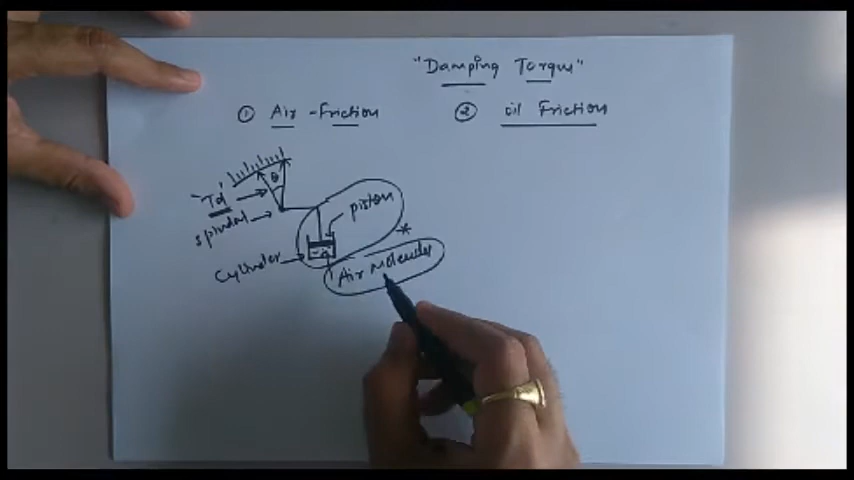 "Damping Torque"
① Air -Friction
② oil Friction
θ
"Td"
spindal
piston
*
cylinder
Air Molecules